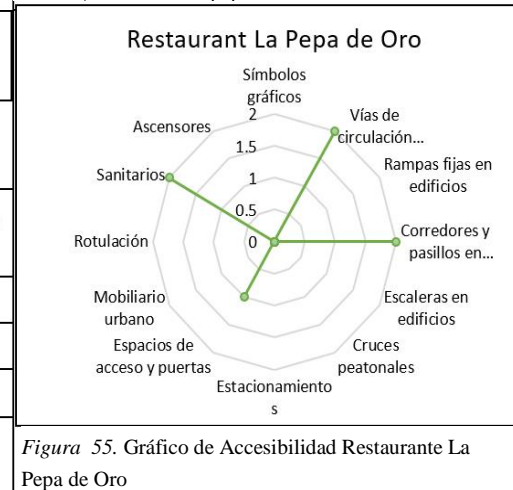 Restaurant La Pepa de Oro
Símbolos
gráficos
2
Vías de
circulación...
1.5
Ascensores
Rampas fijas en
edificios
1
Sanitarios
0.5
Corredores y
pasillos en...
Rotulación
0
Mobiliario
urbano
Escaleras en
edificios
Espacios de
acceso y puertas
Cruces
peatonales
Estacionamiento
s
Figura 55. Gráfico de Accesibilidad Restaurante La
Pepa de Oro